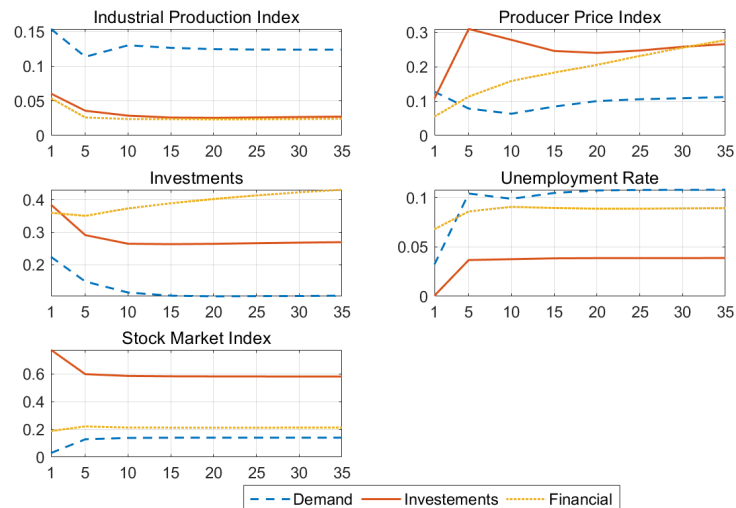 Industrial Production Index
0.15
0.1
0.05
0
1 5 10 15 20 25 30 35
Producer Price Index
0.3
0.2
0.1
0
1 5 10 15 20 25 30 35
Investments
0.4
0.3
0.2
1 5 10 15 20 25 30 35
Unemployment Rate
0.1
0.05
0
1 5 10 15 20 25 30 35
Stock Market Index
0.6
0.4
0.2
0
1 5 10 15 20 25 30 35
Demand Investements Financial